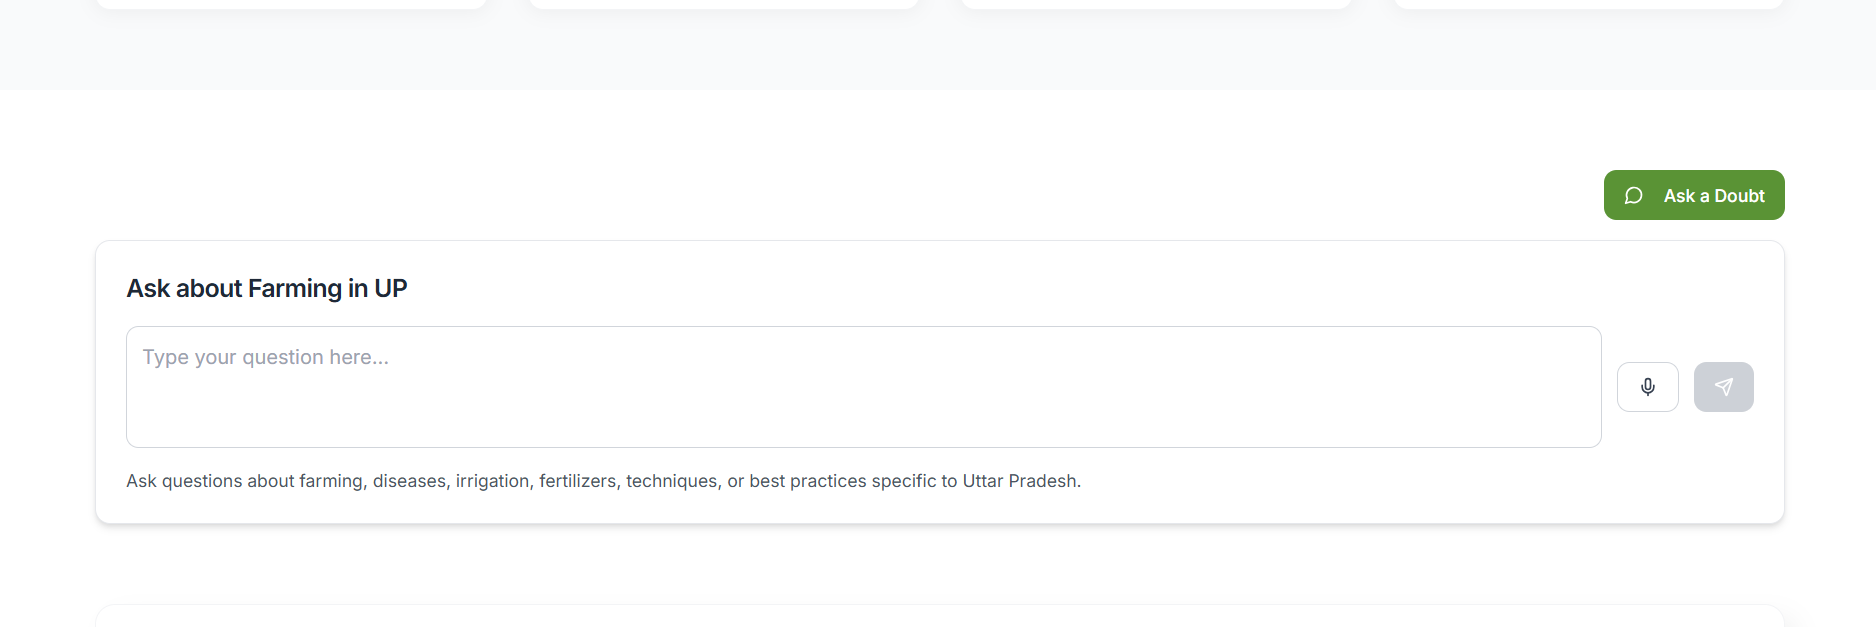 Ask a Doubt
Ask about Farming in UP
Type your question here...
Ask questions about farming, diseases, irrigation, fertilizers, techniques, or best practices specific to Uttar Pradesh.